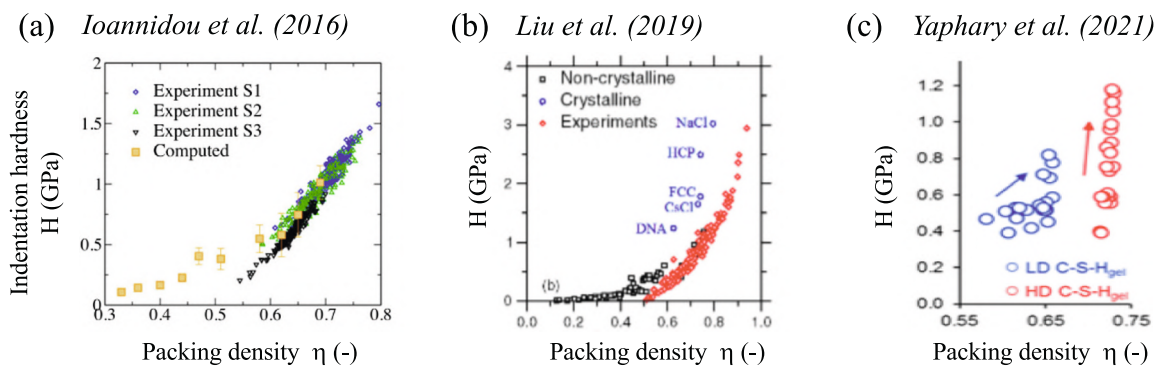 (a) Ioannidou et al. (2016)
(b) Liu et al. (2019)
(c) Yaphary et al. (2021)
Indentation hardness
H (GPa)
2
1.5
1
0.5
0
0.3 0.4 0.5 0.6 0.7 0.8
Experiment S1
Experiment S2
Experiment S3
Computed
Packing density η (-)
H (GPa)
4
3
2
1
0
0.0 0.2 0.4 0.6 0.8 1.0
Non-crystalline
Crystalline
Experiments
NaCl
HCP
FCC
CsCl
DNA
(b)
Packing density η (-)
H (GPa)
1.2
1.0
0.8
0.6
0.4
0.2
0.0
0.55 0.65 0.75
LD C-S-Hgel
HD C-S-Hgel
Packing density η (-)